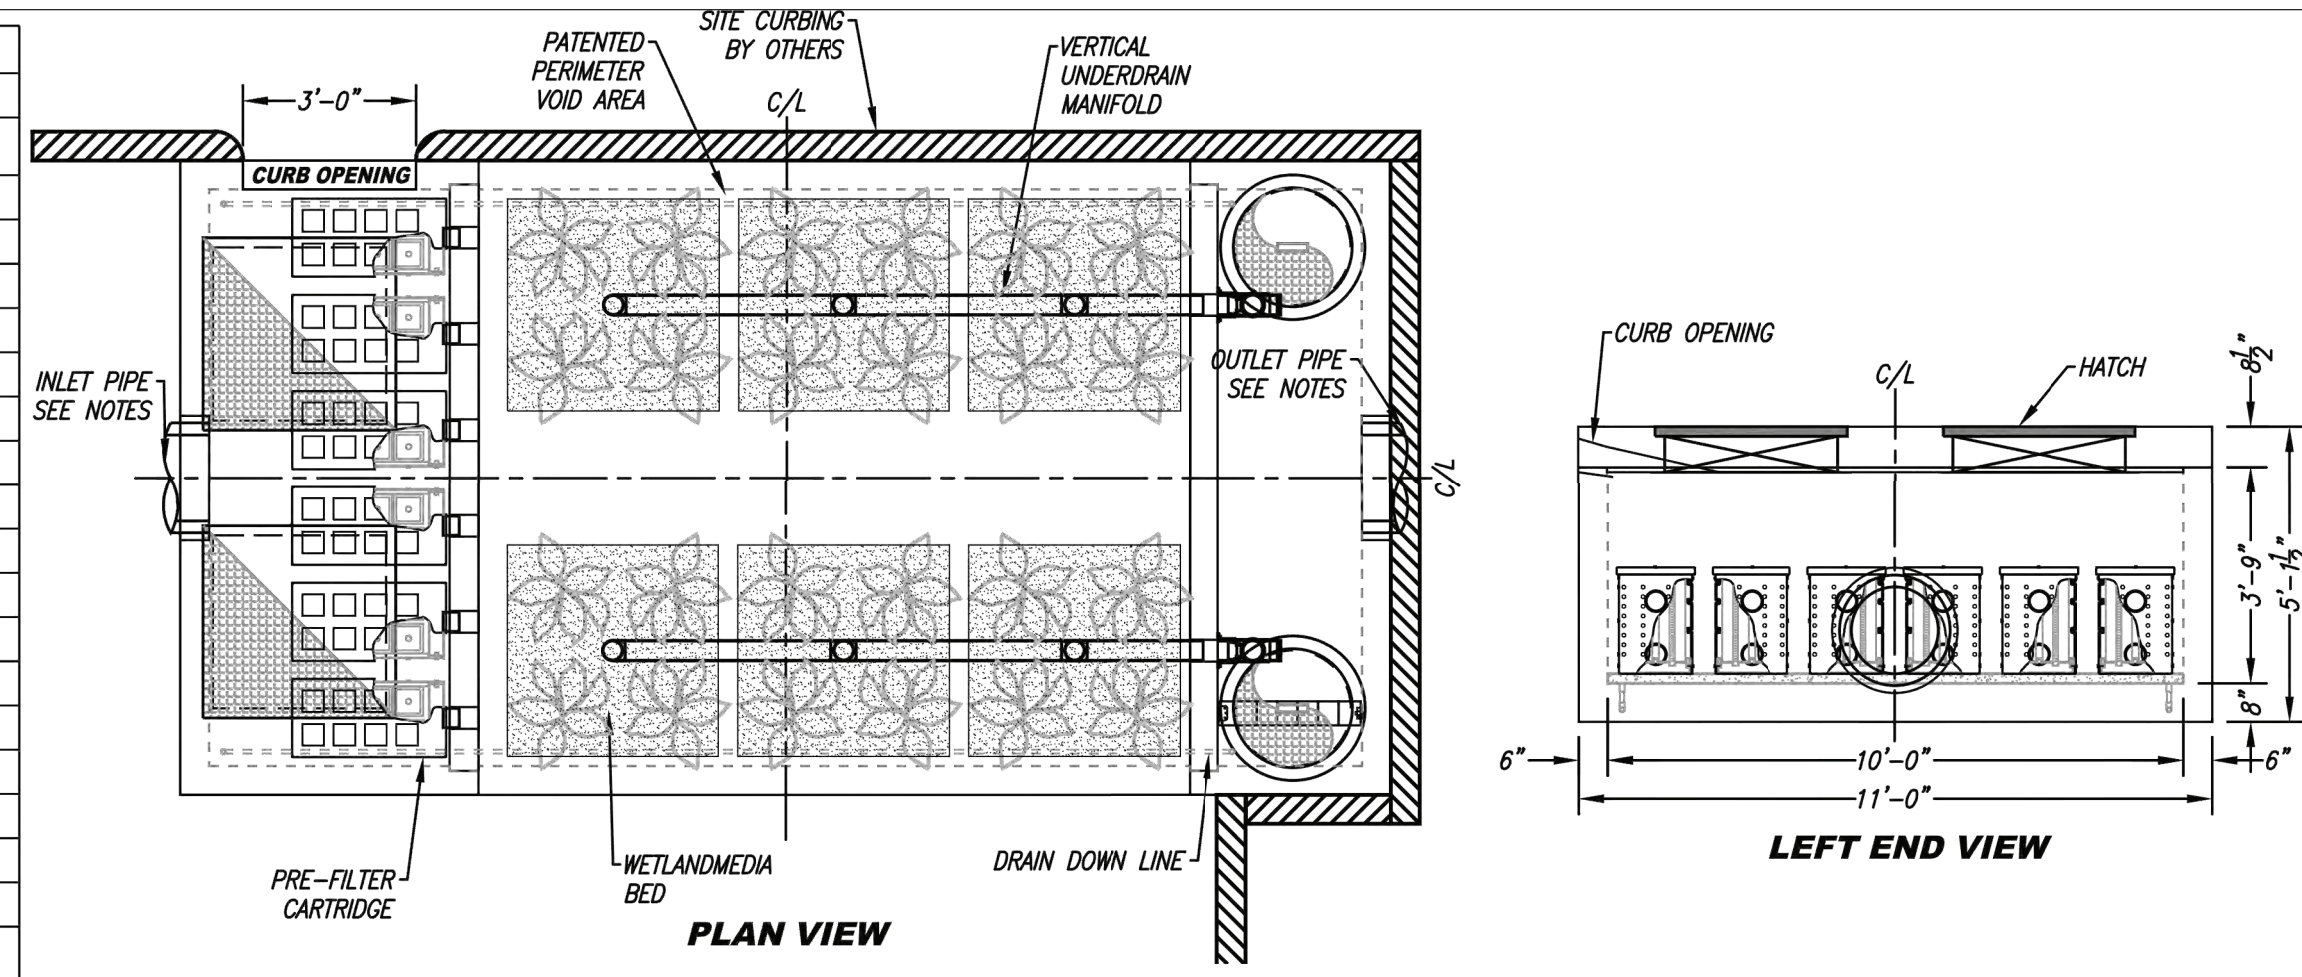 SITE CURBING
BY OTHERS
PATENTED
PERIMETER
VOID AREA
VERTICAL
UNDERDRAIN
MANIFOLD
3'-0"
C/L
CURB OPENING
INLET PIPE
SEE NOTES
OUTLET PIPE
SEE NOTES
C/L
PRE-FILTER
CARTRIDGE
WETLANDMEDIA
BED
DRAIN DOWN LINE
PLAN VIEW
CURB OPENING
C/L
HATCH
8½"
3'-9"
5'-1½"
8"
6"
10'-0"
6"
11'-0"
LEFT END VIEW